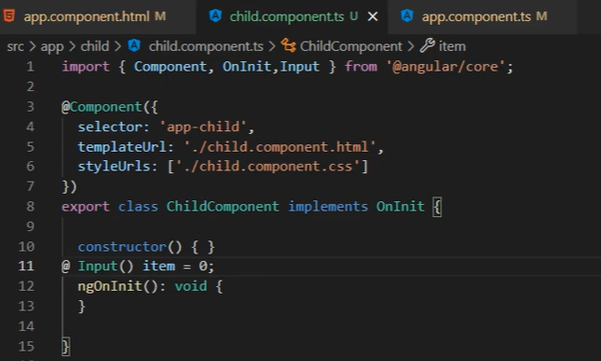 app.component.html M child.component.ts U × app.component.ts M
src > app > child > child.component.ts > ChildComponent > item
1 import { Component, OnInit,Input } from '@angular/core';
2
3 @Component({
4 selector: 'app-child',
5 templateUrl: './child.component.html',
6 styleUrls: ['./child.component.css']
7 })
8 export class ChildComponent implements OnInit {
9
10 constructor() { }
11 @ Input() item = 0;
12 ngOnInit(): void {
13 }
14
15 }